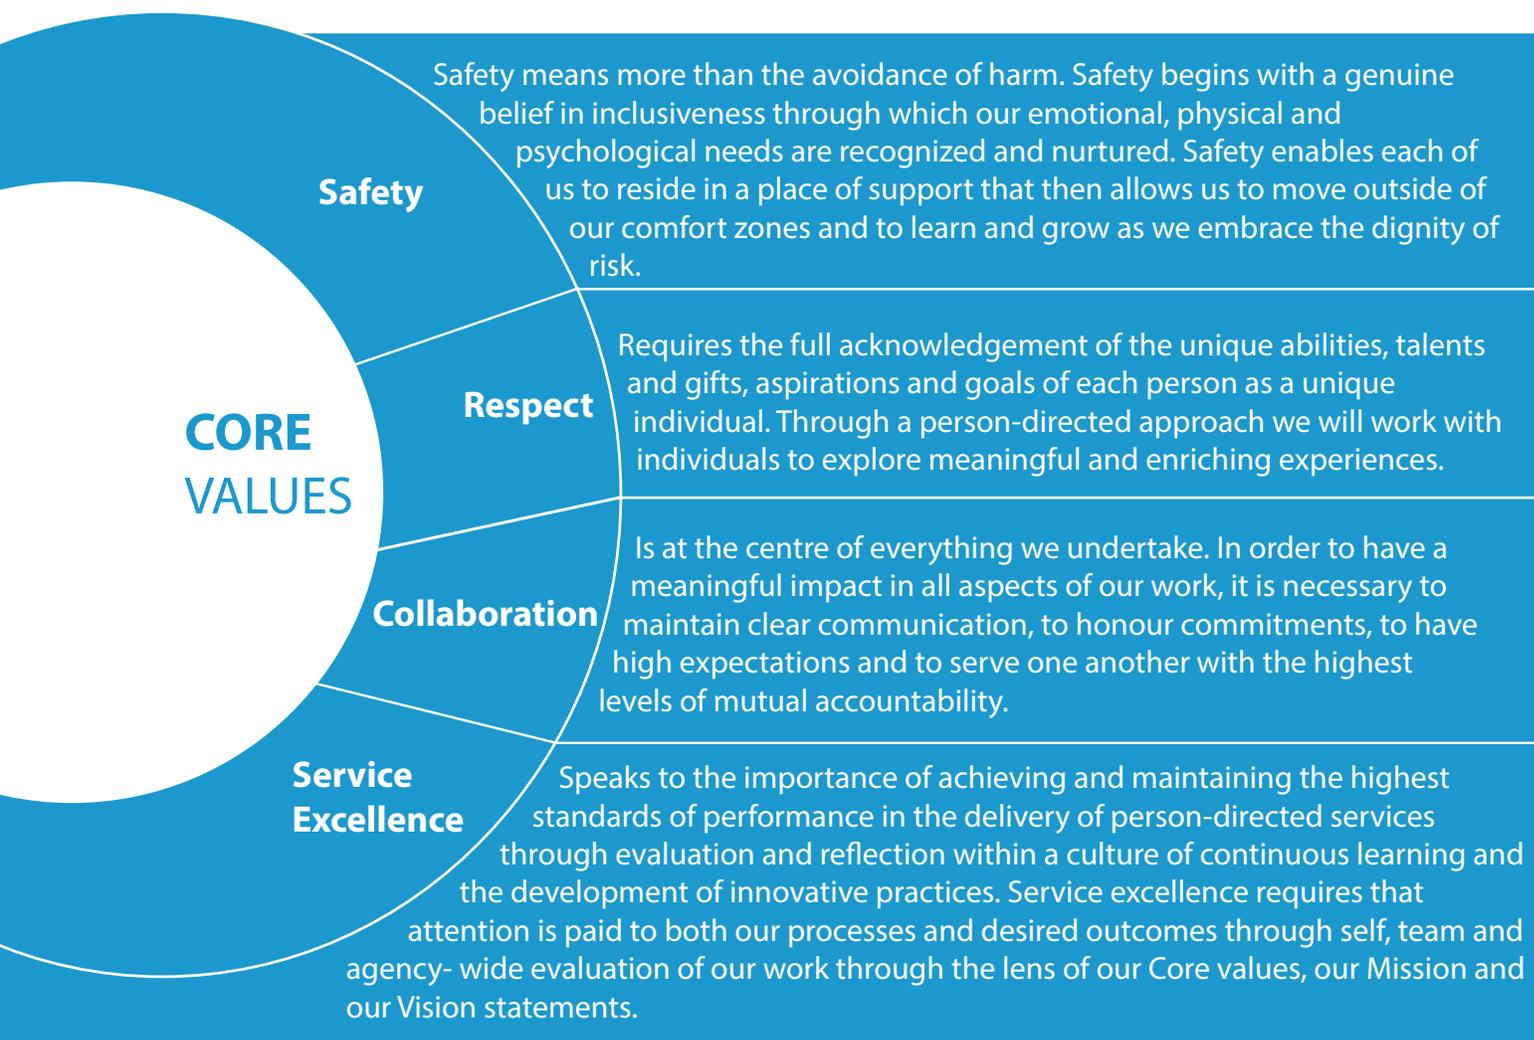 CORE
VALUES
Safety
Safety means more than the avoidance of harm. Safety begins with a genuine
belief in inclusiveness through which our emotional, physical and
psychological needs are recognized and nurtured. Safety enables each of
us to reside in a place of support that then allows us to move outside of
our comfort zones and to learn and grow as we embrace the dignity of
risk.
Respect
Requires the full acknowledgement of the unique abilities, talents
and gifts, aspirations and goals of each person as a unique
individual. Through a person-directed approach we will work with
individuals to explore meaningful and enriching experiences.
Collaboration
Is at the centre of everything we undertake. In order to have a
meaningful impact in all aspects of our work, it is necessary to
maintain clear communication, to honour commitments, to have
high expectations and to serve one another with the highest
levels of mutual accountability.
Service
Excellence
Speaks to the importance of achieving and maintaining the highest
standards of performance in the delivery of person-directed services
through evaluation and reflection within a culture of continuous learning and
the development of innovative practices. Service excellence requires that
attention is paid to both our processes and desired outcomes through self, team and
agency- wide evaluation of our work through the lens of our Core values, our Mission and
our Vision statements.